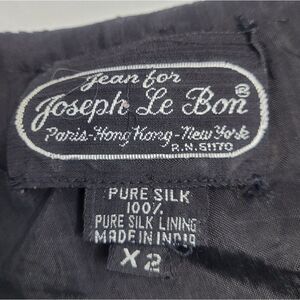 Jean for
Joseph Le Bon®
Paris-Hong Kong-New York
R.N. 51170
PURE SILK
100%
PURE SILK LINING
MADE IN INDIA
X2